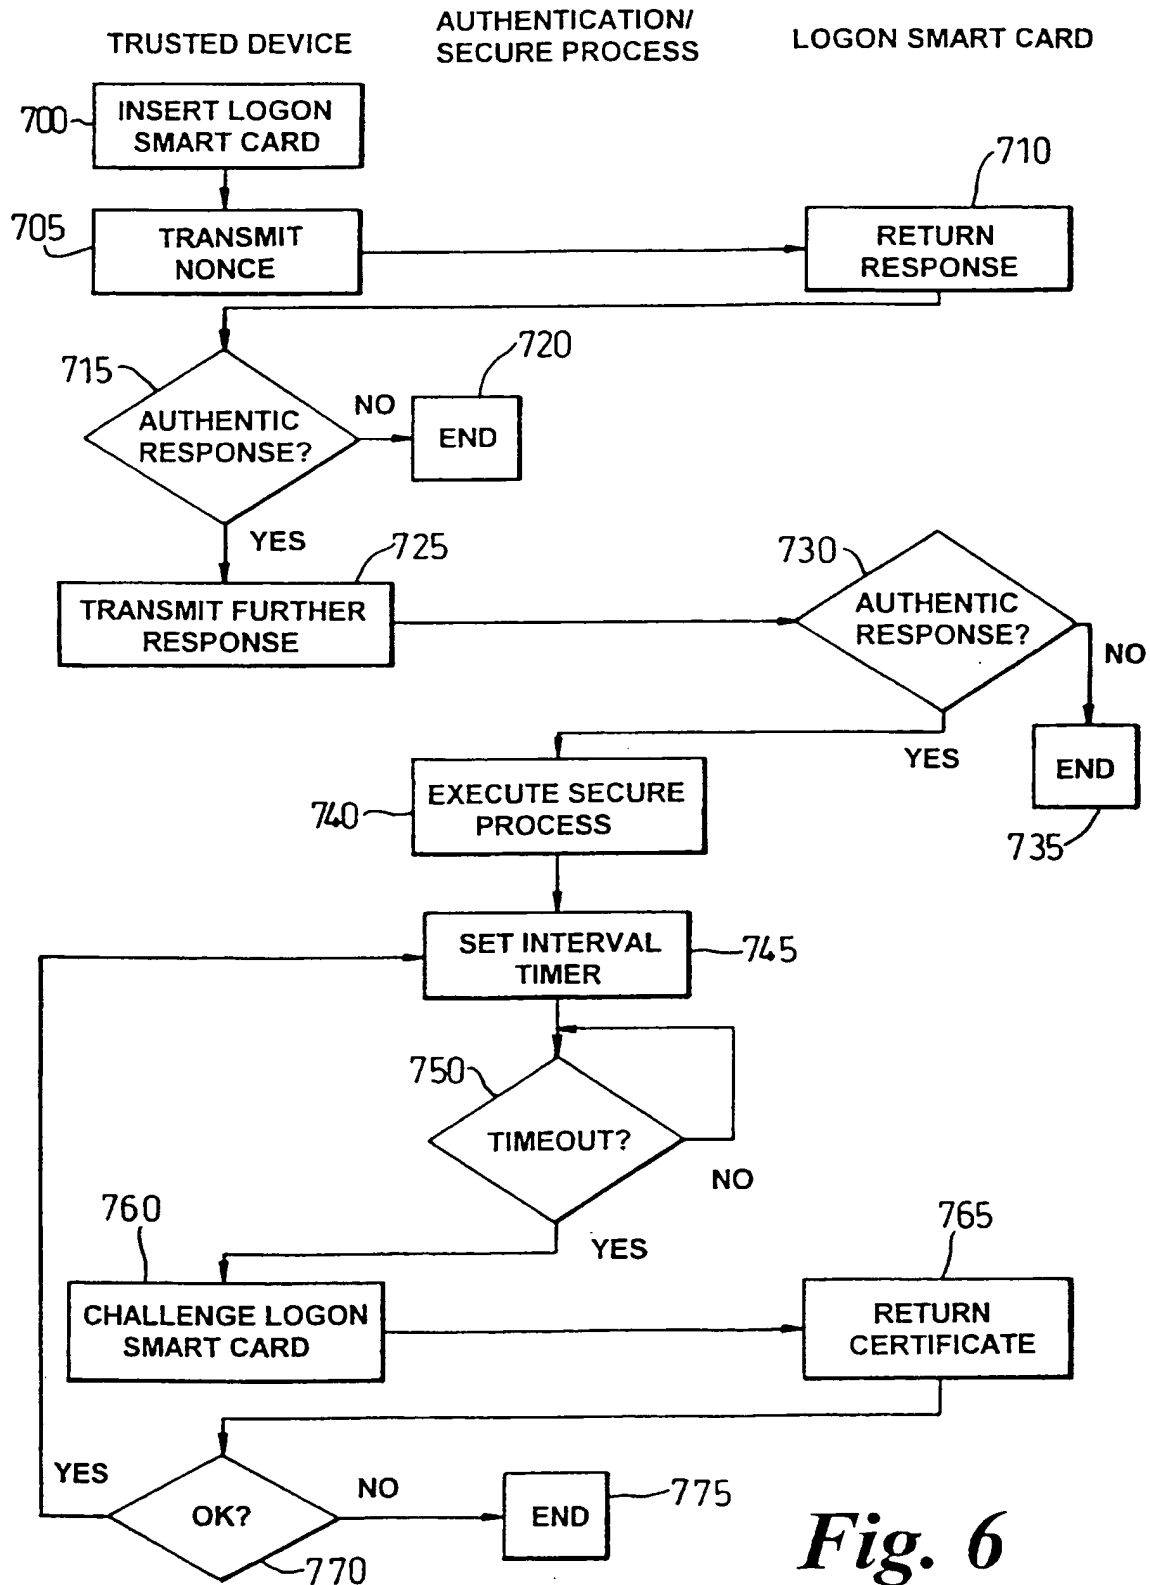 TRUSTED DEVICE
AUTHENTICATION/
SECURE PROCESS
LOGON SMART CARD
700
INSERT LOGON
SMART CARD
705
TRANSMIT
NONCE
710
RETURN
RESPONSE
715
AUTHENTIC
RESPONSE?
NO
720
END
YES
725
TRANSMIT FURTHER
RESPONSE
730
AUTHENTIC
RESPONSE?
NO
YES
END
735
740
EXECUTE SECURE
PROCESS
SET INTERVAL
TIMER
745
750
TIMEOUT?
NO
YES
760
CHALLENGE LOGON
SMART CARD
765
RETURN
CERTIFICATE
YES
OK?
NO
770
END
775
Fig. 6